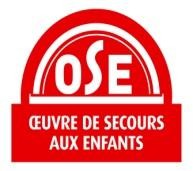 OSE
ŒUVRE DE SECOURS
AUX ENFANTS